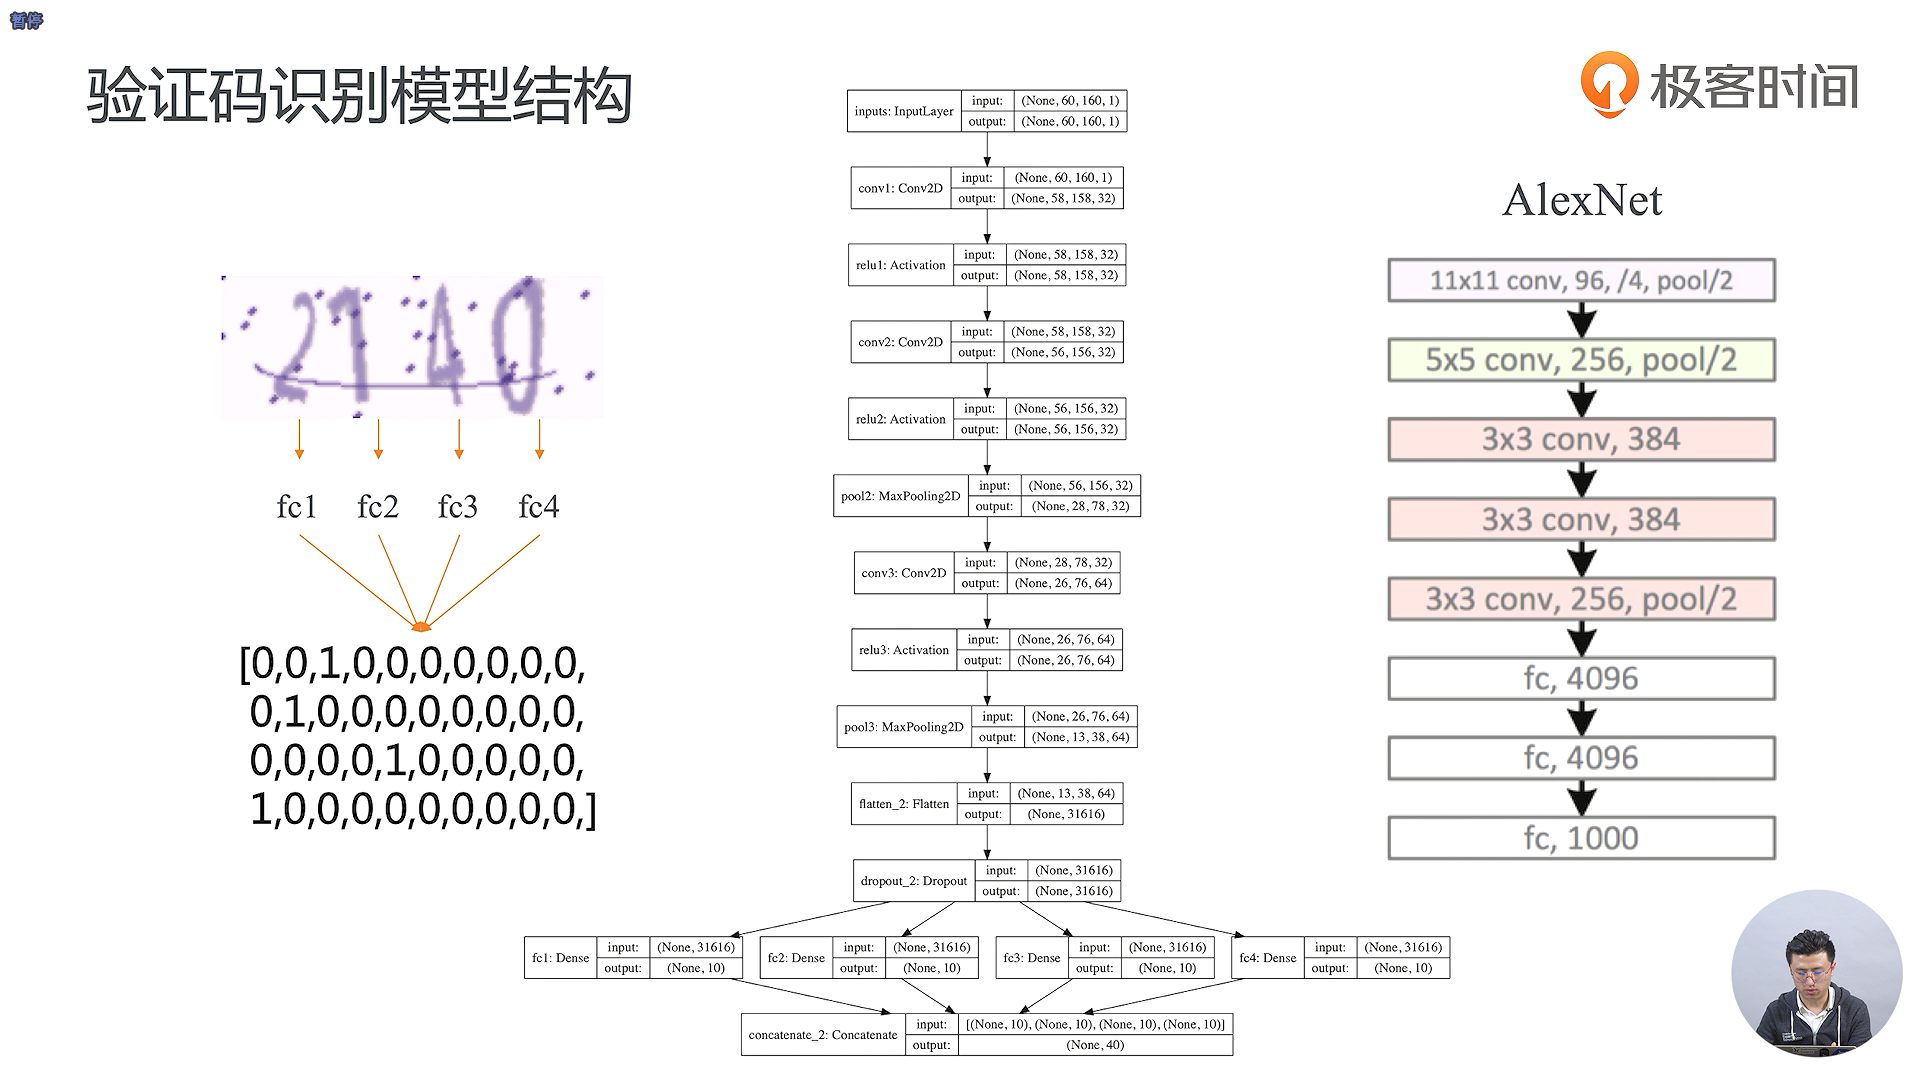 暂停
验证码识别模型结构
极客时间
2140
fc1 fc2 fc3 fc4
[0,0,1,0,0,0,0,0,0,0,
0,1,0,0,0,0,0,0,0,0,
0,0,0,0,1,0,0,0,0,0,
1,0,0,0,0,0,0,0,0,0,]
inputs: InputLayer
input: (None, 60, 160, 1)
output: (None, 60, 160, 1)
conv1: Conv2D
input: (None, 60, 160, 1)
output: (None, 58, 158, 32)
relu1: Activation
input: (None, 58, 158, 32)
output: (None, 58, 158, 32)
conv2: Conv2D
input: (None, 58, 158, 32)
output: (None, 56, 156, 32)
relu2: Activation
input: (None, 56, 156, 32)
output: (None, 56, 156, 32)
pool2: MaxPooling2D
input: (None, 56, 156, 32)
output: (None, 28, 78, 32)
conv3: Conv2D
input: (None, 28, 78, 32)
output: (None, 26, 76, 64)
relu3: Activation
input: (None, 26, 76, 64)
output: (None, 26, 76, 64)
pool3: MaxPooling2D
input: (None, 26, 76, 64)
output: (None, 13, 38, 64)
flatten_2: Flatten
input: (None, 13, 38, 64)
output: (None, 31616)
dropout_2: Dropout
input: (None, 31616)
output: (None, 31616)
fc1: Dense
input: (None, 31616)
output: (None, 10)
fc2: Dense
input: (None, 31616)
output: (None, 10)
fc3: Dense
input: (None, 31616)
output: (None, 10)
fc4: Dense
input: (None, 31616)
output: (None, 10)
concatenate_2: Concatenate
input: [(None, 10), (None, 10), (None, 10), (None, 10)]
output: (None, 40)
AlexNet
11x11 conv, 96, /4, pool/2
5x5 conv, 256, pool/2
3x3 conv, 384
3x3 conv, 384
3x3 conv, 256, pool/2
fc, 4096
fc, 4096
fc, 1000